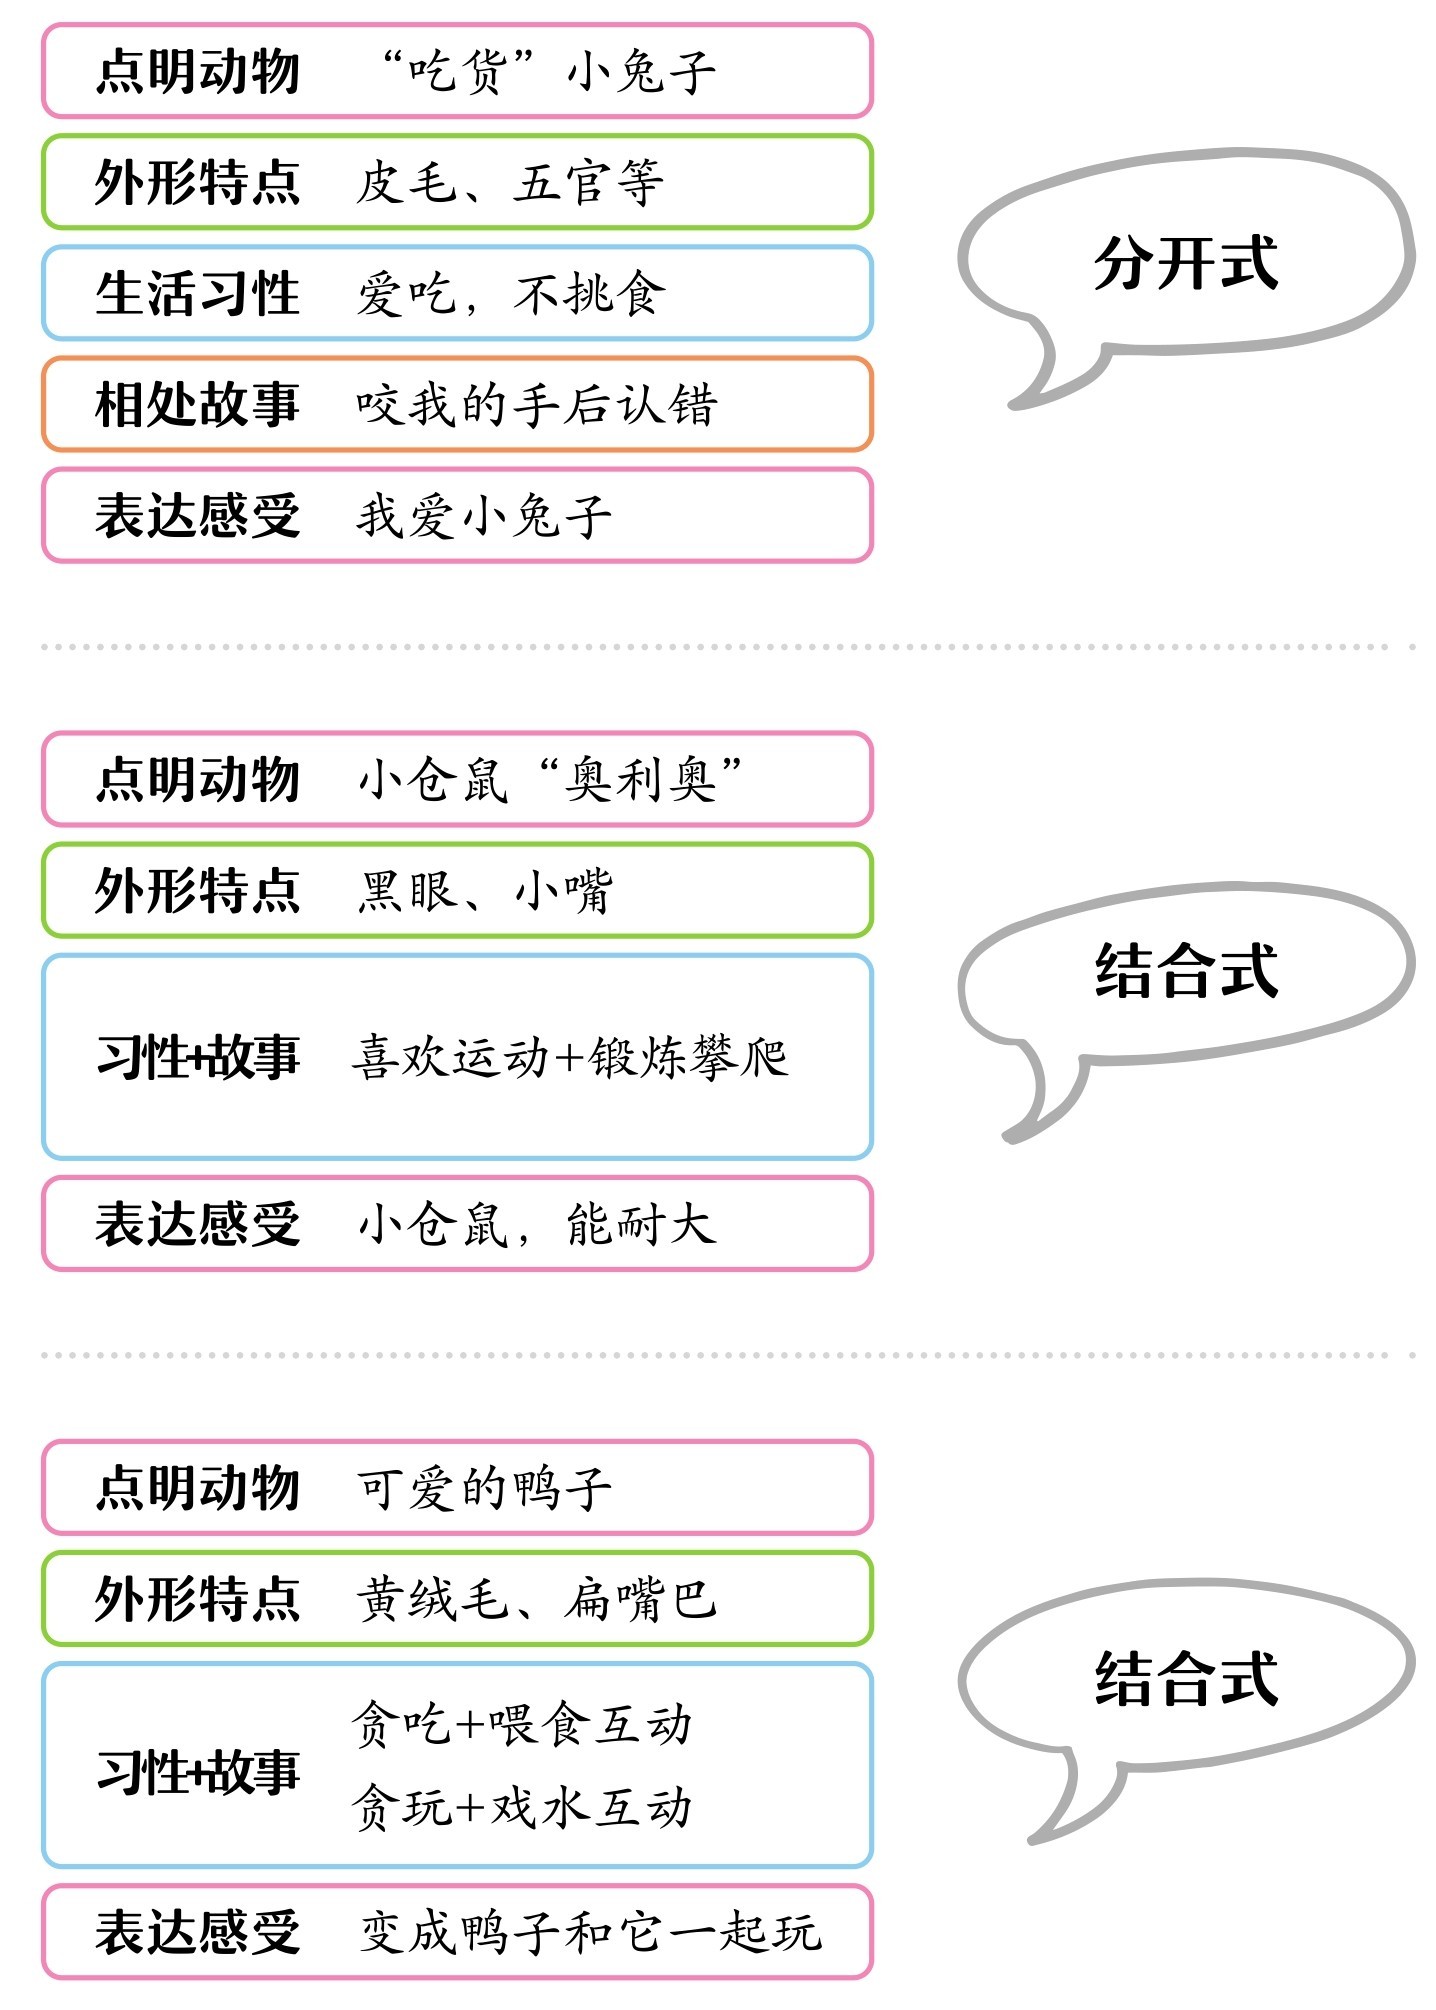 点明动物 “吃货”小兔子
外形特点 皮毛、五官等
生活习性 爱吃，不挑食
相处故事 咬我的手后认错
表达感受 我爱小兔子
分开式
点明动物 小仓鼠“奥利奥”
外形特点 黑眼、小嘴
习性+故事 喜欢运动+锻炼攀爬
表达感受 小仓鼠，能耐大
结合式
点明动物 可爱的鸭子
外形特点 黄绒毛、扁嘴巴
习性+故事
贪吃+喂食互动
贪玩+戏水互动
表达感受 变成鸭子和它一起玩
结合式